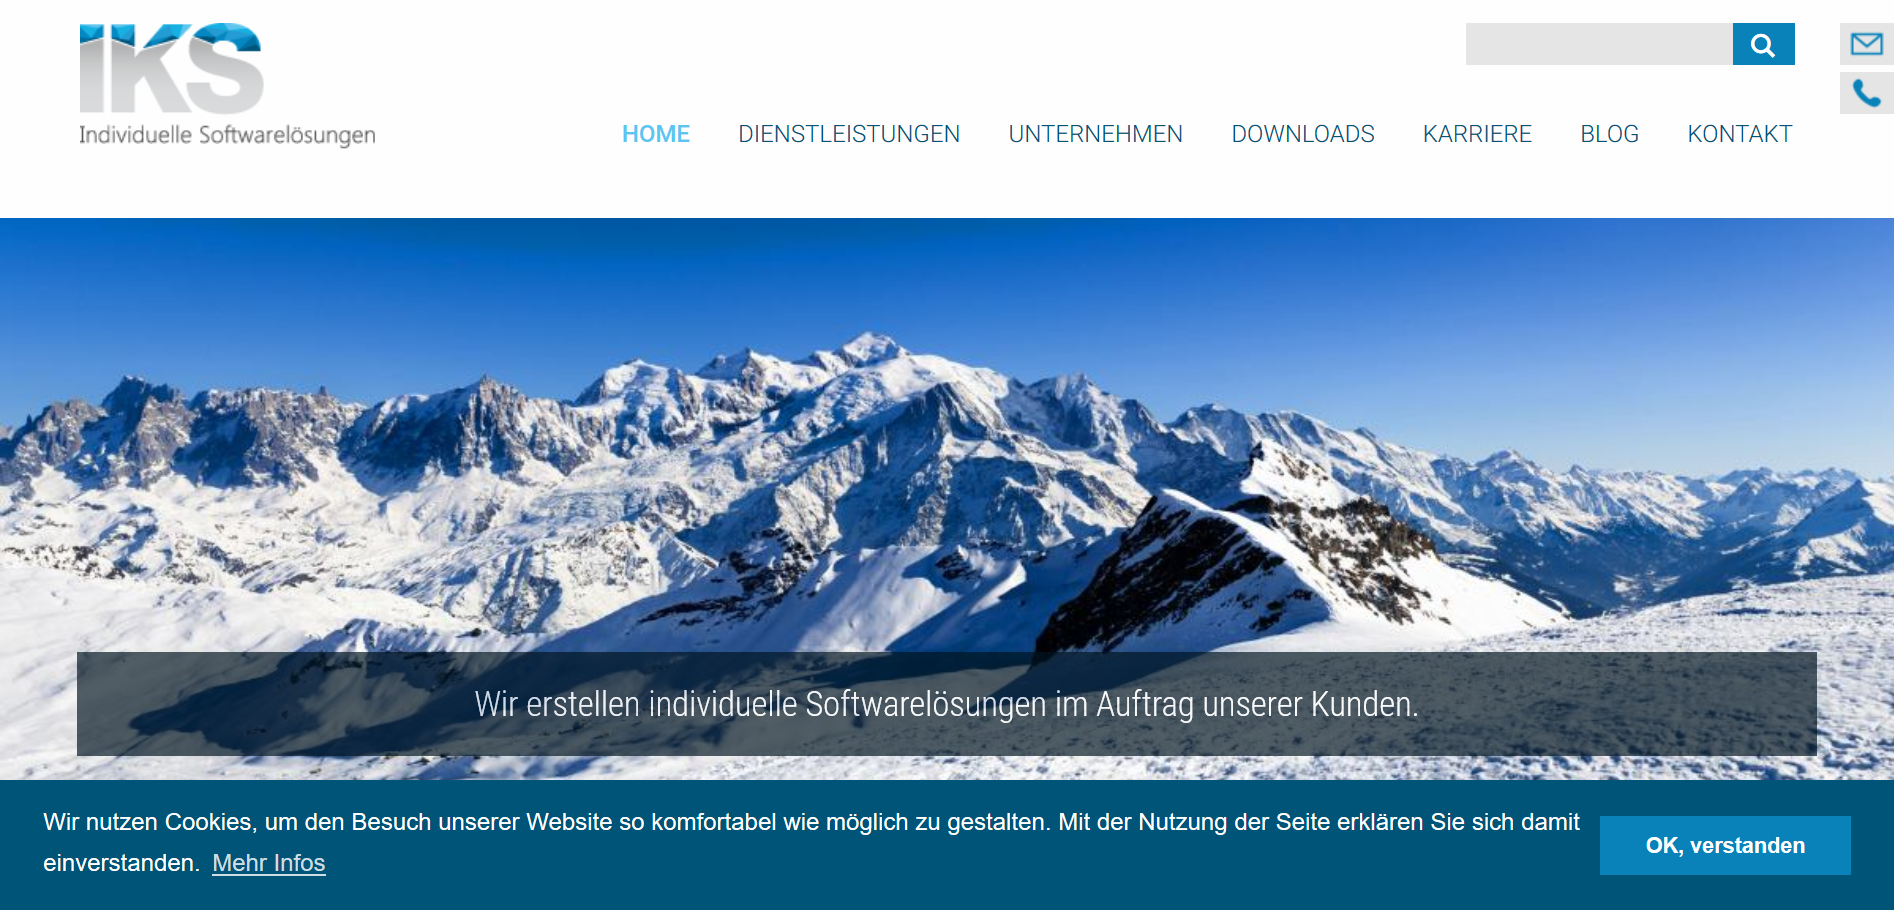 IKS
Individuelle Softwarelösungen
HOME DIENSTLEISTUNGEN UNTERNEHMEN DOWNLOADS KARRIERE BLOG KONTAKT
Wir erstellen individuelle Softwarelösungen im Auftrag unserer Kunden.
Wir nutzen Cookies, um den Besuch unserer Website so komfortabel wie möglich zu gestalten. Mit der Nutzung der Seite erklären Sie sich damit
einverstanden. Mehr Infos
OK, verstanden